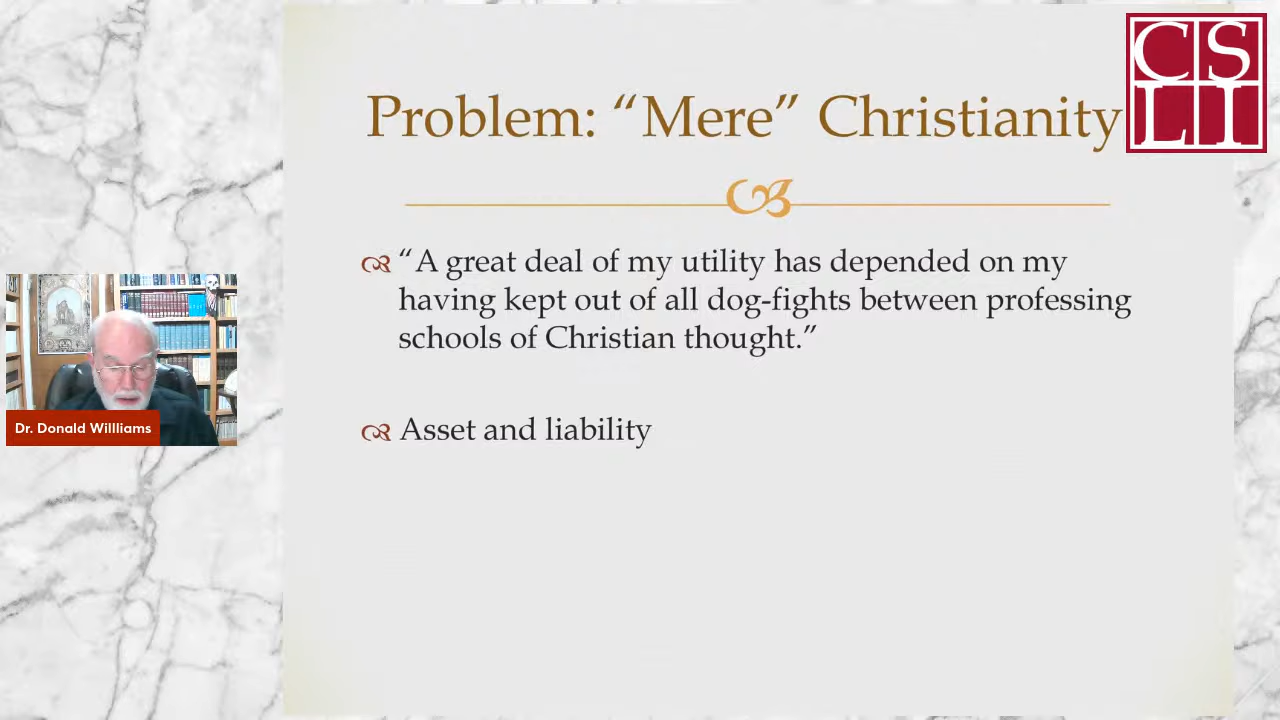 Problem: “Mere” Christianity
CS
LI
“A great deal of my utility has depended on my
having kept out of all dog-fights between professing
schools of Christian thought.”
Asset and liability
Dr. Donald Willliams